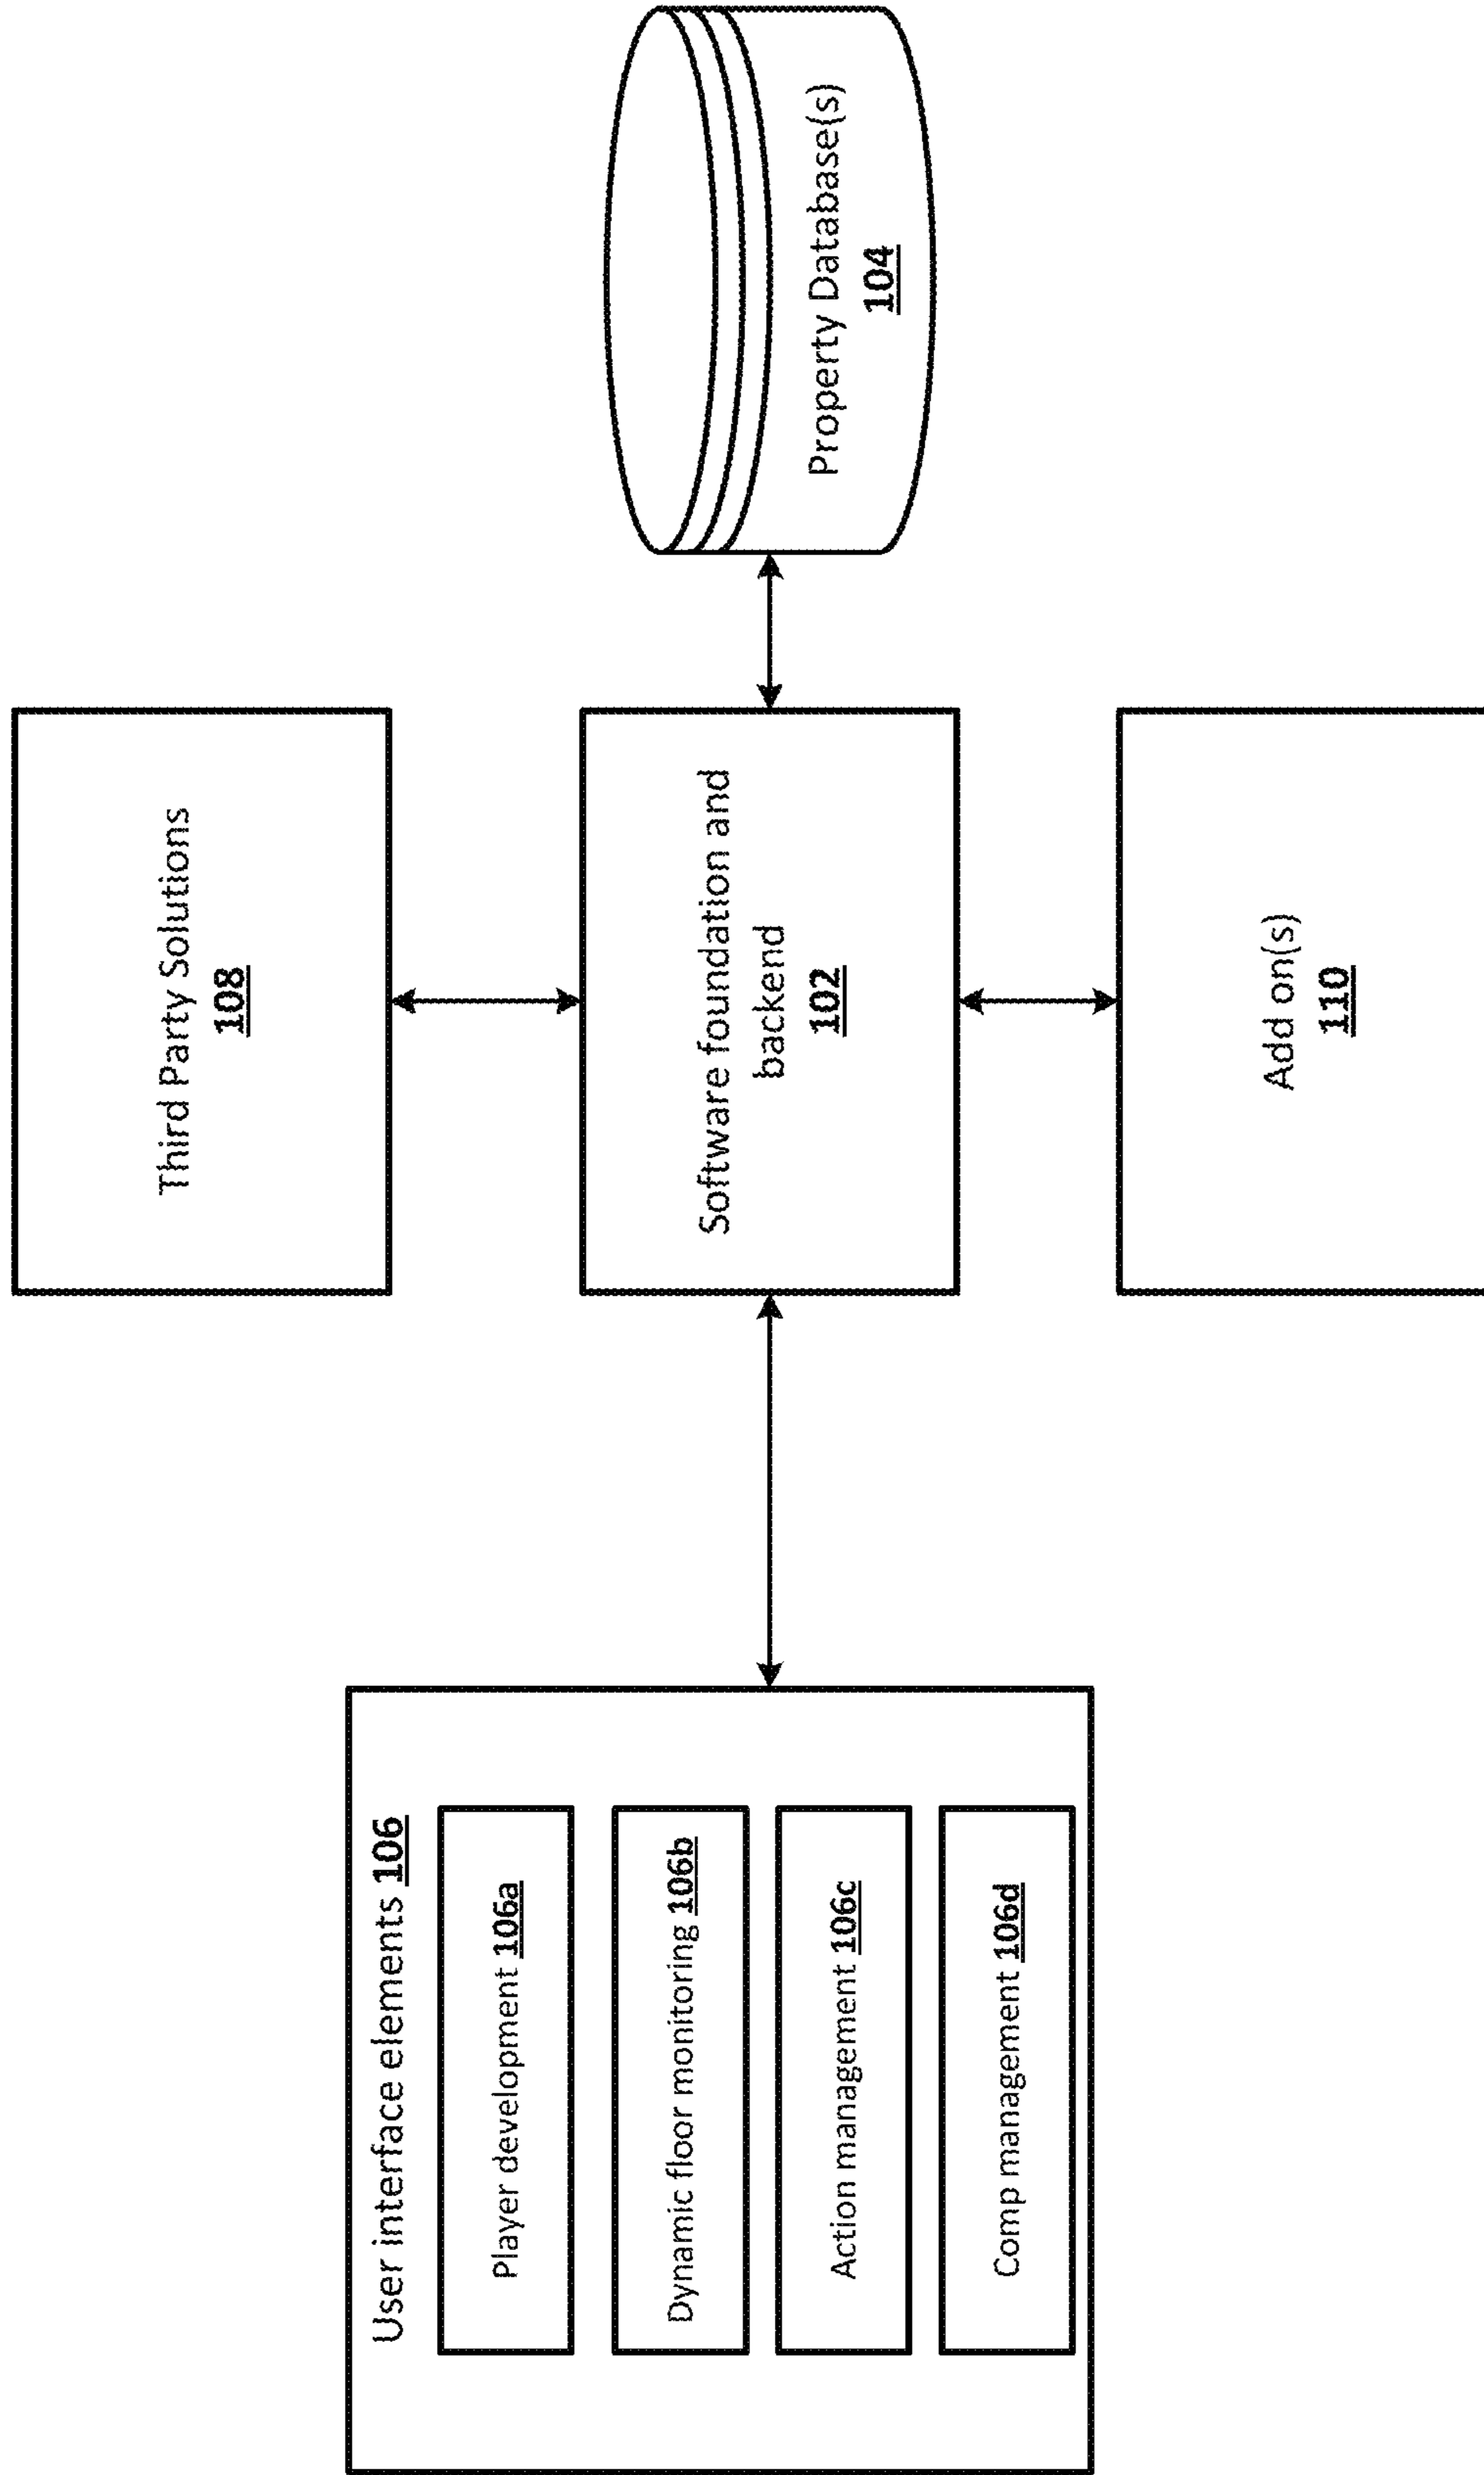 User interface elements 106
Player development 106a
Dynamic floor monitoring 106b
Action management 106c
Comp management 106d
Third Party Solutions
108
Software foundation and
backend
102
Add on(s)
110
Property Database(s)
104